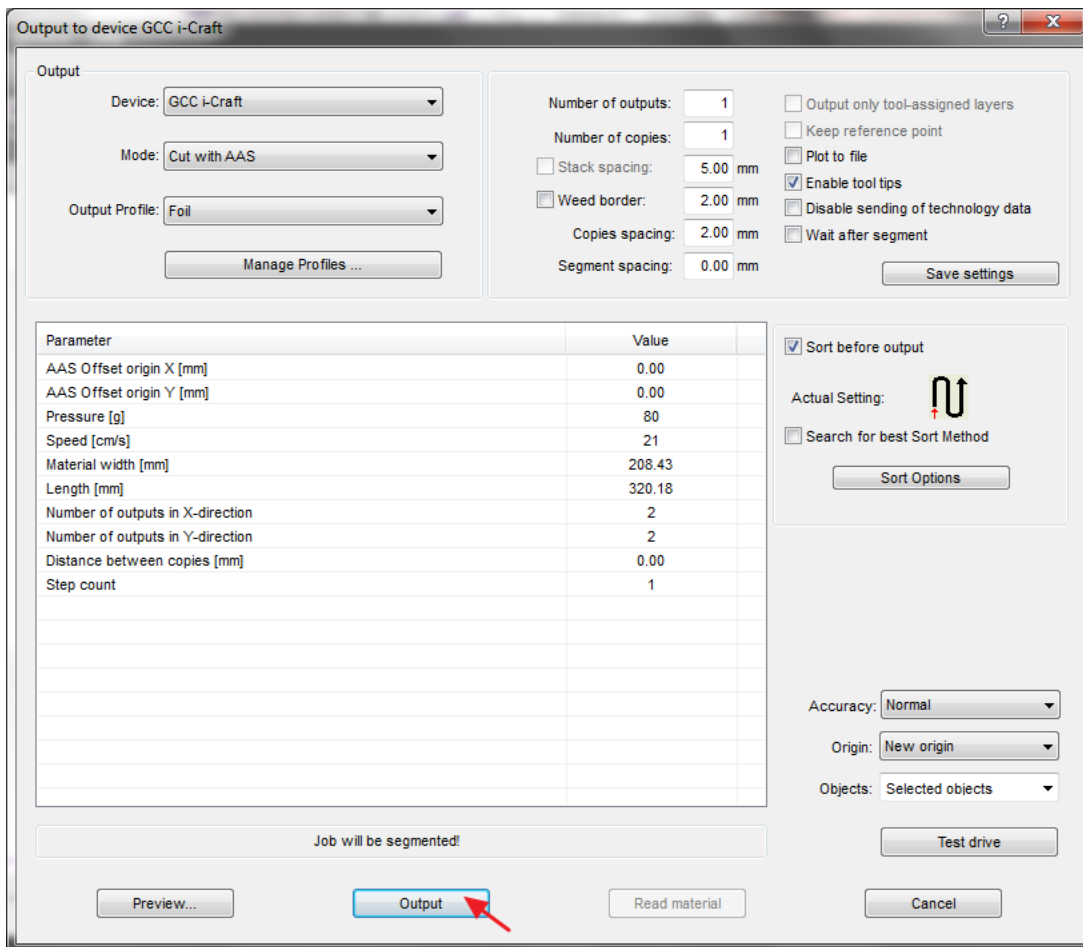 Output to device GCC i-Craft
? X
Output
Device: GCC i-Craft
Mode: Cut with AAS
Output Profile: Foil
Manage Profiles ...
Number of outputs: 1
Number of copies: 1
Stack spacing: 5.00 mm
Weed border: 2.00 mm
Copies spacing: 2.00 mm
Segment spacing: 0.00 mm
Output only tool-assigned layers
Keep reference point
Plot to file
Enable tool tips
Disable sending of technology data
Wait after segment
Save settings
Parameter Value
AAS Offset origin X [mm] 0.00
AAS Offset origin Y [mm] 0.00
Pressure [g] 80
Speed [cm/s] 21
Material width [mm] 208.43
Length [mm] 320.18
Number of outputs in X-direction 2
Number of outputs in Y-direction 2
Distance between copies [mm] 0.00
Step count 1
Sort before output
Actual Setting:
Search for best Sort Method
Sort Options
Accuracy: Normal
Origin: New origin
Objects: Selected objects
Job will be segmented!
Test drive
Preview...
Output
Read material
Cancel